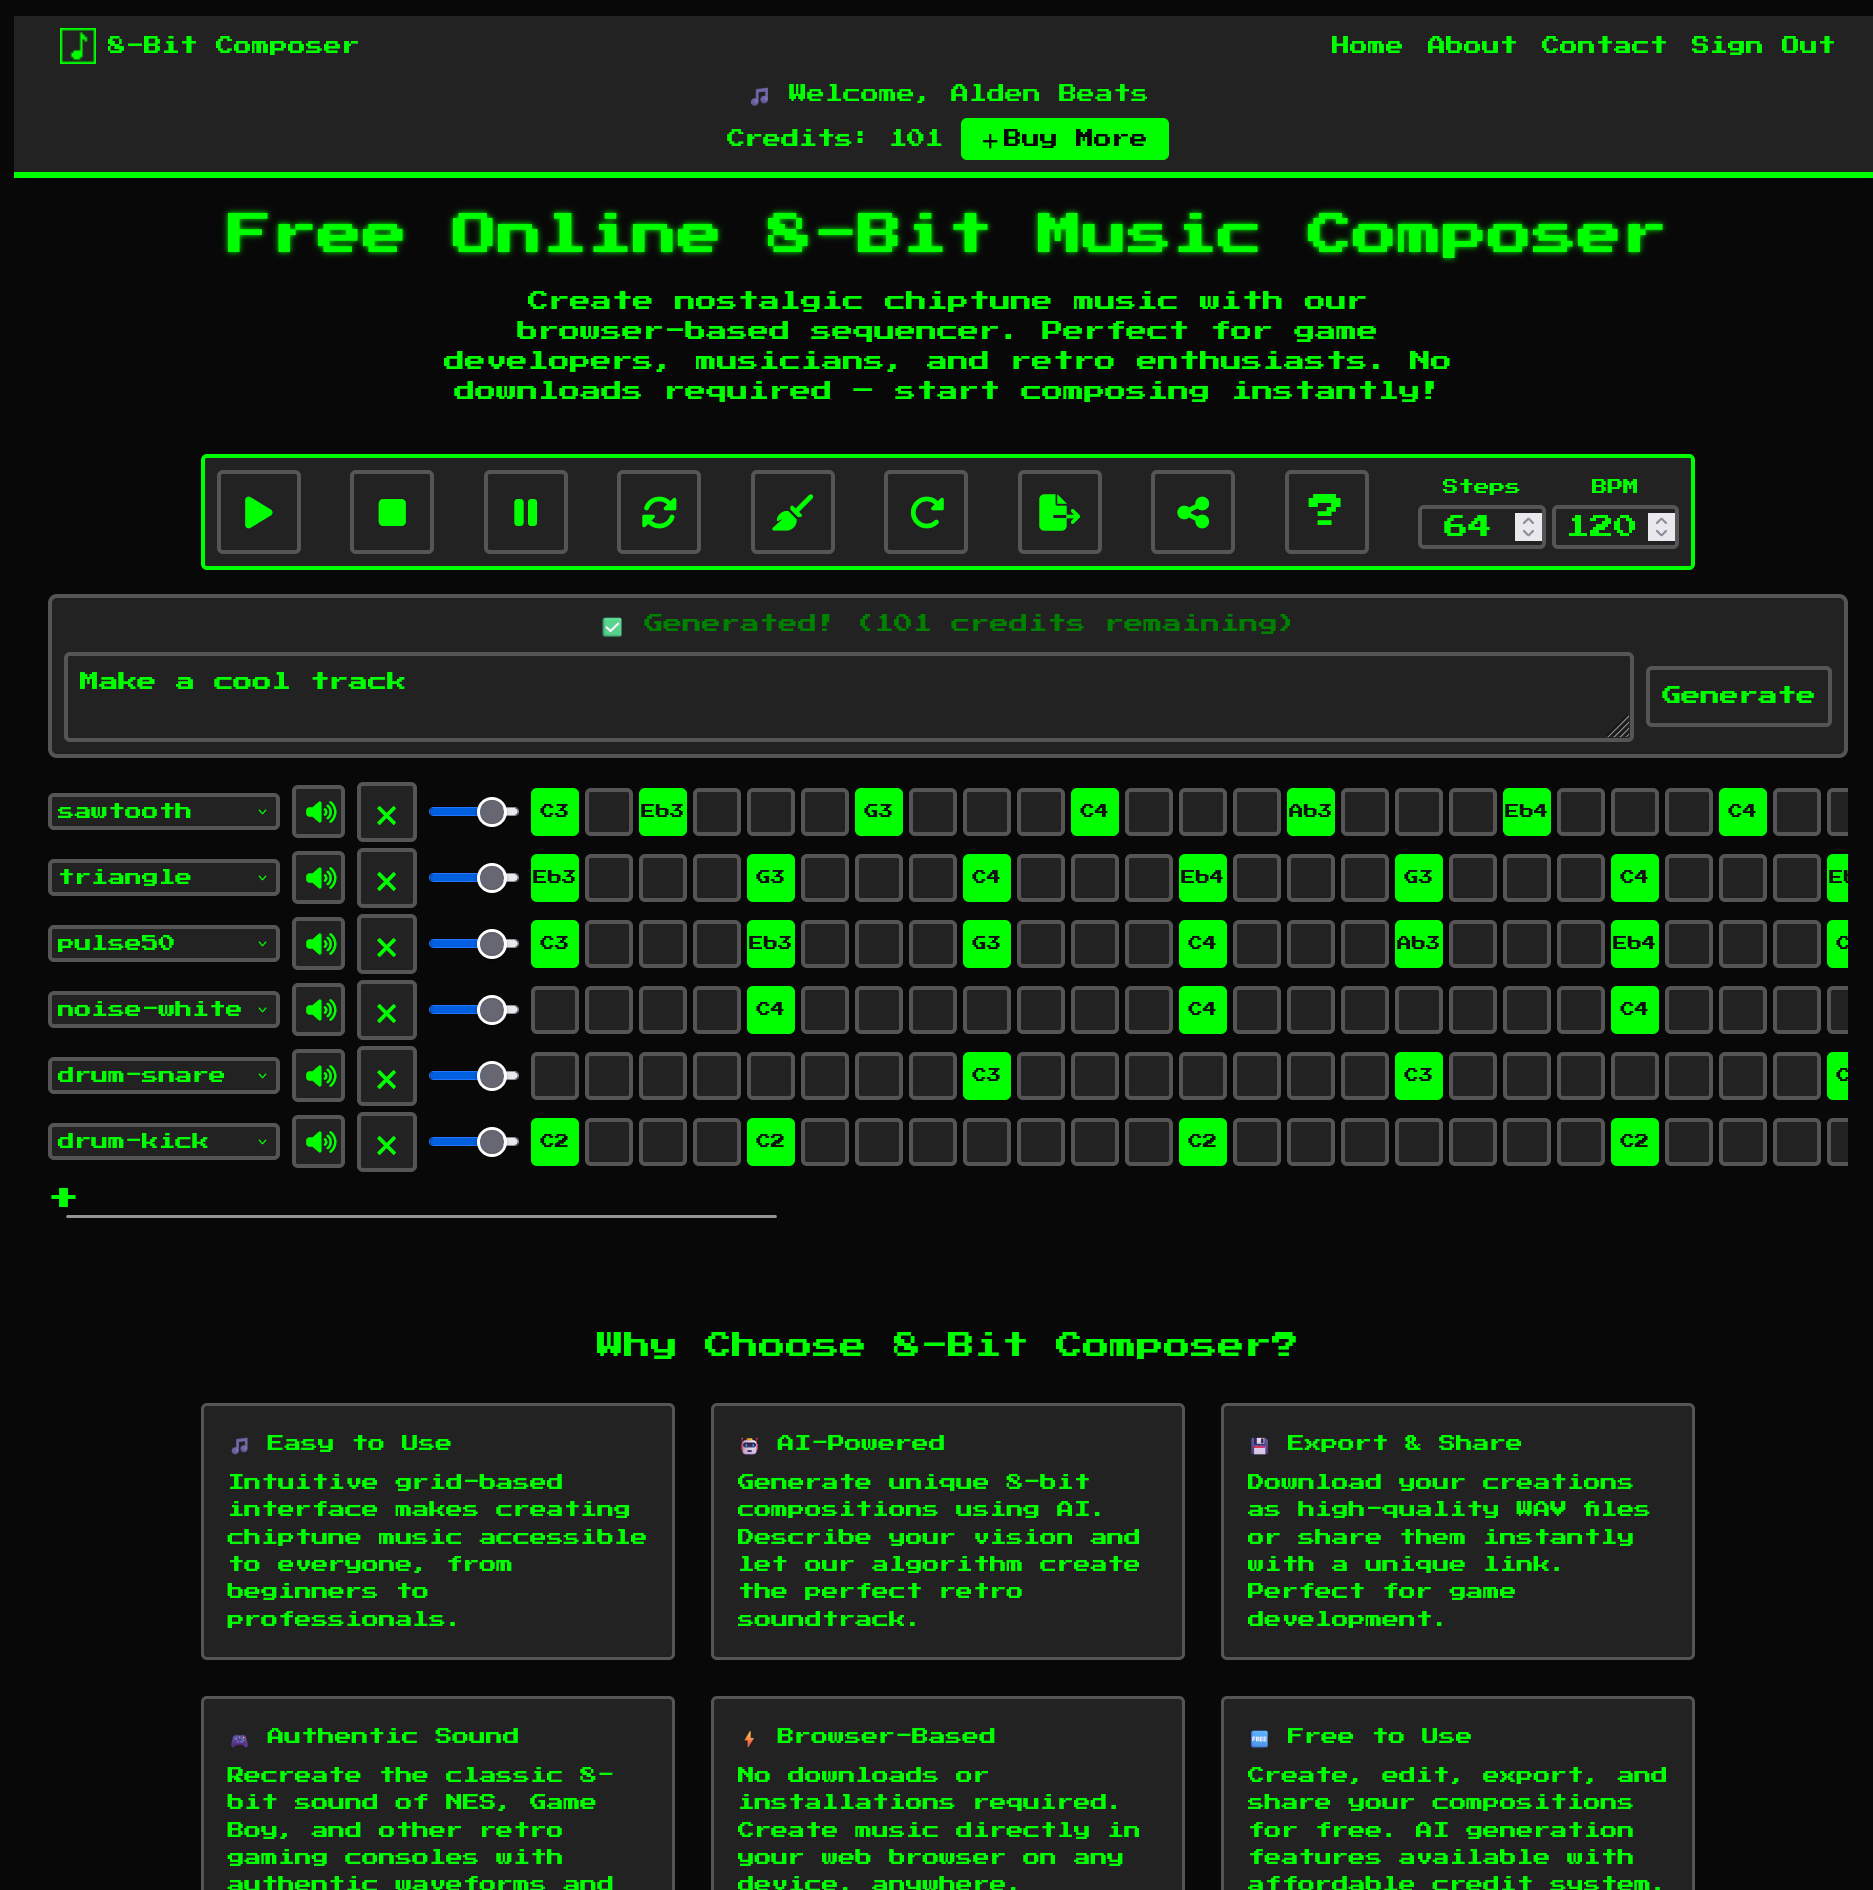 8-Bit Composer
Home About Contact Sign Out
Welcome, Alden Beats
Credits: 101 +Buy More
Free Online 8-Bit Music Composer
Create nostalgic chiptune music with our
browser-based sequencer. Perfect for game
developers, musicians, and retro enthusiasts. No
downloads required - start composing instantly!
Steps BPM
64 120
Generated! (101 credits remaining)
Make a cool track
Generate
sawtooth C3 Eb3 G3 C4 Ab3 Eb4 C4
triangle Eb3 G3 C4 Eb4 G3 C4
pulse50 C3 Eb3 G3 C4 Ab3 Eb4
noise-white C4 C4 C4
drum-snare C3 C3
drum-kick C2 C2 C2 C2
+
Why Choose 8-Bit Composer?
Easy to Use
Intuitive grid-based
interface makes creating
chiptune music accessible
to everyone, from
beginners to
professionals.
AI-Powered
Generate unique 8-bit
compositions using AI.
Describe your vision and
let our algorithm create
the perfect retro
soundtrack.
Export & Share
Download your creations
as high-quality WAV files
or share them instantly
with a unique link.
Perfect for game
development.
Authentic Sound
Recreate the classic 8-
bit sound of NES, Game
Boy, and other retro
gaming consoles with
authentic waveforms and
Browser-Based
No downloads or
installations required.
Create music directly in
your web browser on any
device, anywhere.
FREE
Free to Use
Create, edit, export, and
share your compositions
for free. AI generation
features available with
affordable credit system.